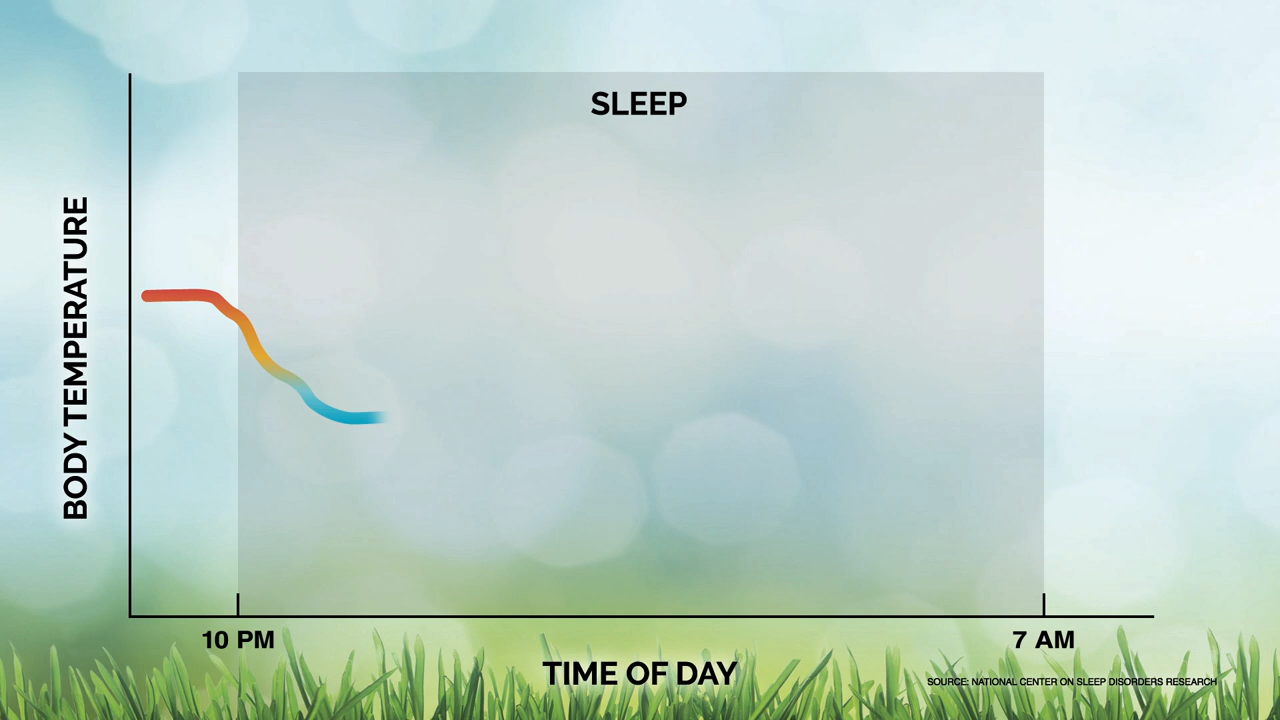 SLEEP
BODY TEMPERATURE
10 PM
7 AM
TIME OF DAY
SOURCE: NATIONAL CENTER ON SLEEP DISORDERS RESEARCH